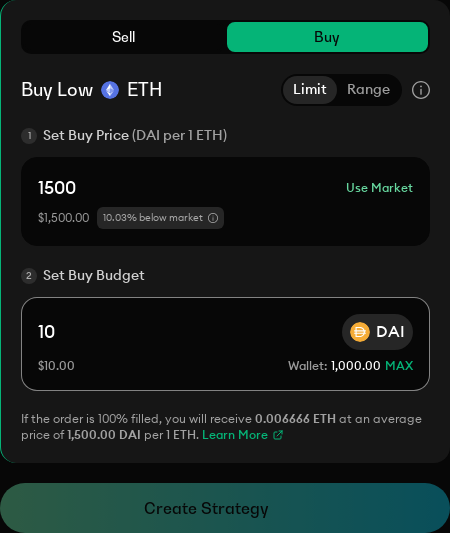 Sell Buy
Buy Low ETH Limit Range
1 Set Buy Price (DAI per 1 ETH)
1500 Use Market
$1,500.00 10.03% below market
2 Set Buy Budget
10 DAI
$10.00 Wallet: 1,000.00 MAX
If the order is 100% filled, you will receive 0.006666 ETH at an average
price of 1,500.00 DAI per 1 ETH. Learn More
Create Strategy